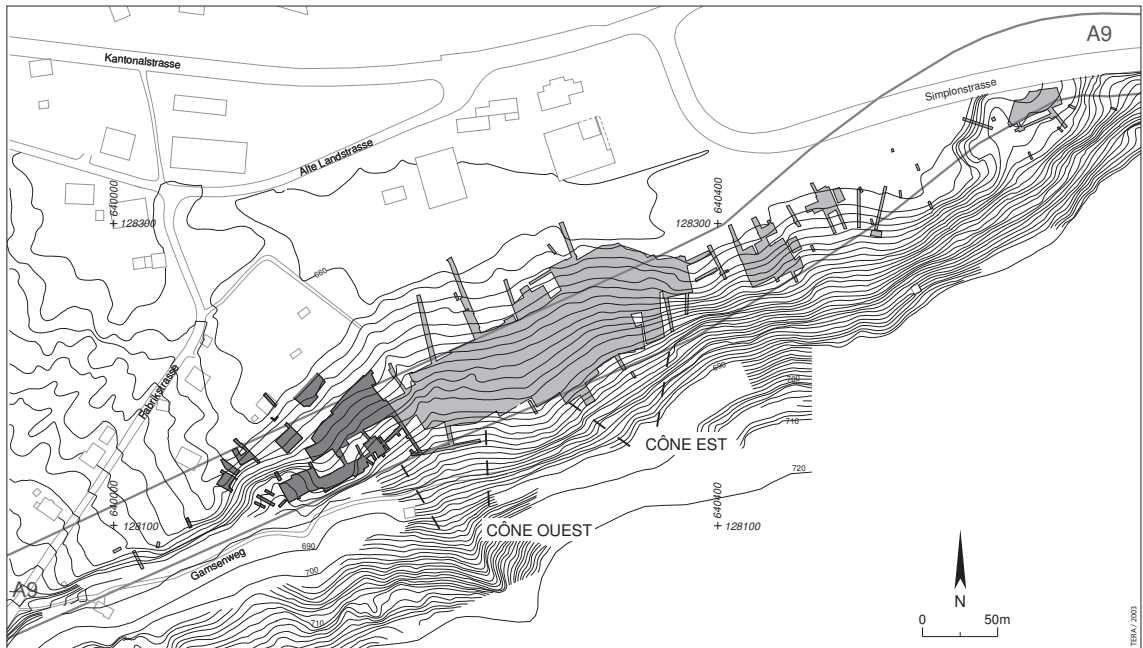 A9
Kantonalstrasse
Simplonstrasse
Alte Landstrasse
640000
+ 128300
640400
128300 +
660
Fabrikstrasse
690
700
710
CÔNE EST
720
640000
+ 128100
640400
+ 128100
CÔNE OUEST
690
Gamsenweg
700
A9
710
N
0 50m
TERA / 2003